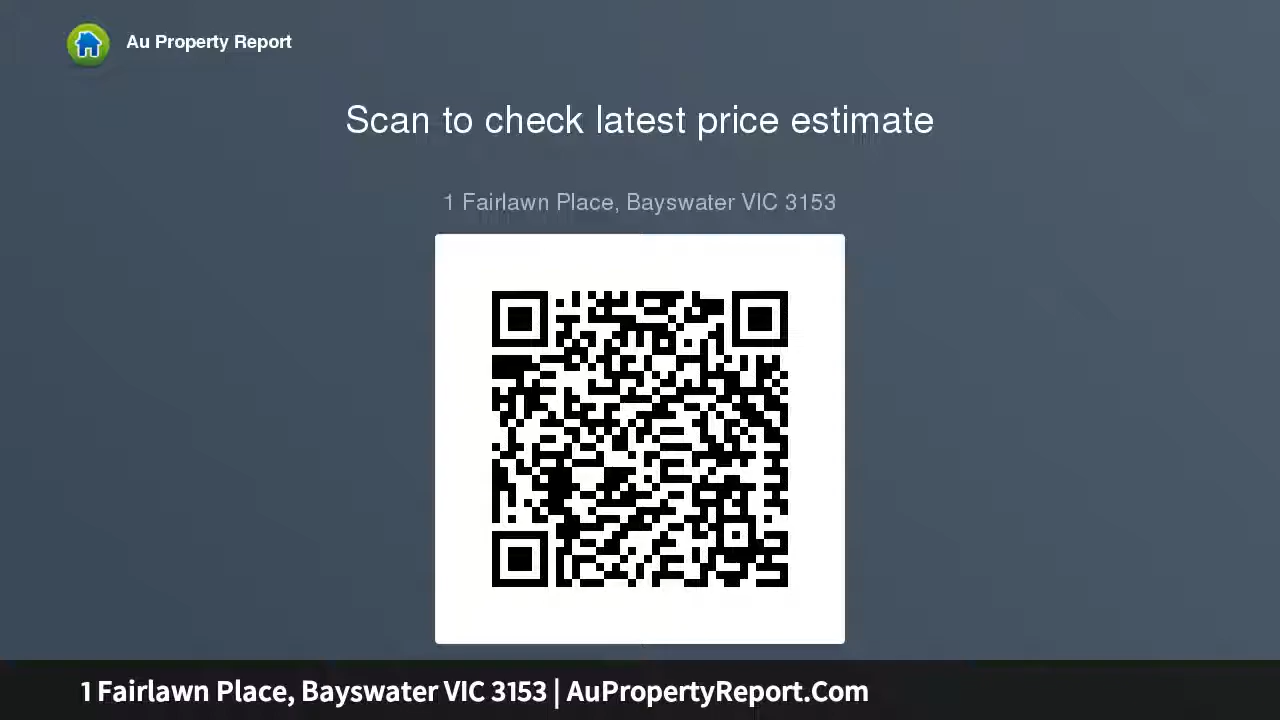 Au Property Report
Scan to check latest price estimate
1 Fairlawn Place, Bayswater VIC 3153
1 Fairlawn Place, Bayswater VIC 3153 | AuPropertyReport.Com